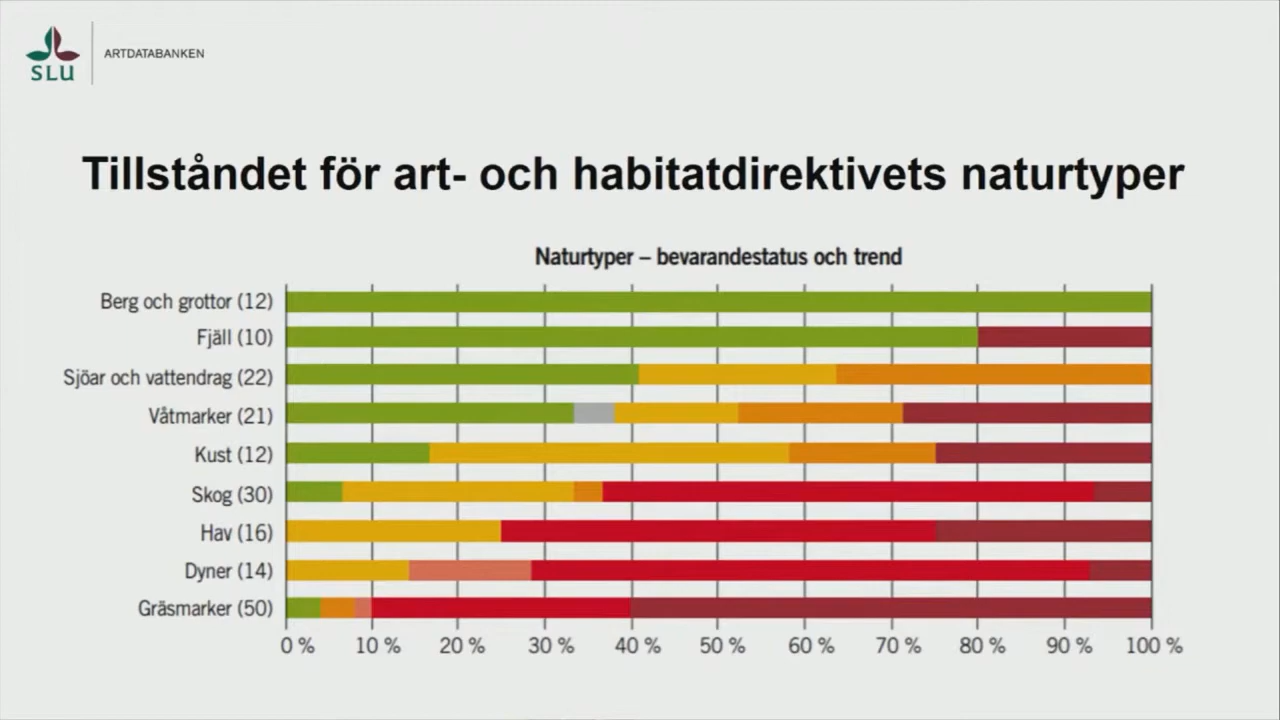 SLU
ARTDATABANKEN
Tillståndet för art- och habitatdirektivets naturtyper
Naturtyper – bevarandestatus och trend
Berg och grottor (12)
Fjäll (10)
Sjöar och vattendrag (22)
Våtmarker (21)
Kust (12)
Skog (30)
Hav (16)
Dyner (14)
Gräsmarker (50)
0 % 10 % 20 % 30 % 40 % 50 % 60 % 70 % 80 % 90 % 100 %